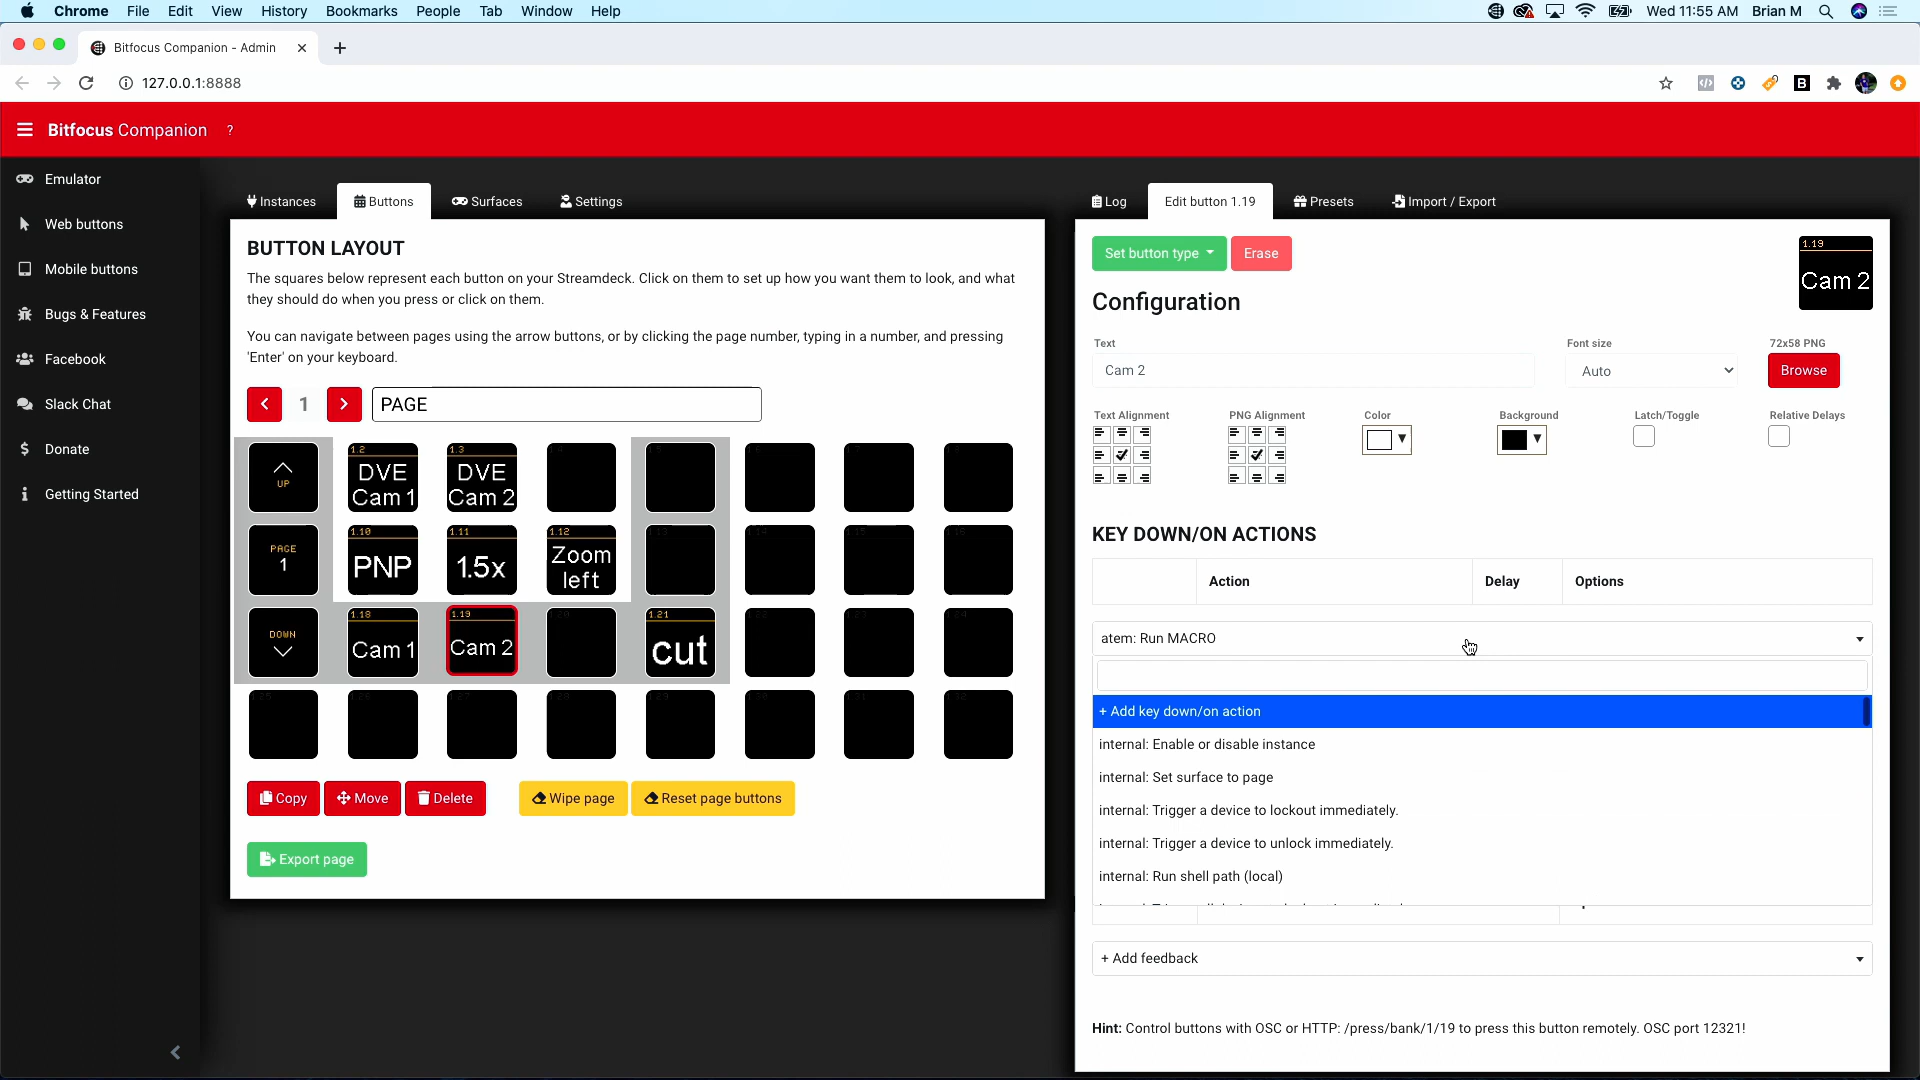 Chrome File Edit View History Bookmarks People Tab Window Help
Wed 11:55 AM Brian M
Bitfocus Companion - Admin
127.0.0.1:8888
Bitfocus Companion ?
Emulator
Web buttons
Mobile buttons
Bugs & Features
Facebook
Slack Chat
Donate
Getting Started
Instances Buttons Surfaces Settings
BUTTON LAYOUT
The squares below represent each button on your Streamdeck. Click on them to set up how you want them to look, and what
they should do when you press or click on them.
You can navigate between pages using the arrow buttons, or by clicking the page number, typing in a number, and pressing
'Enter' on your keyboard.
1 PAGE
UP
1.2
DVE
Cam 1
1.3
DVE
Cam 2
PAGE
1
1.10
PNP
1.11
1.5x
1.12
Zoom
left
DOWN
1.18
Cam 1
1.19
Cam 2
1.21
cut
Copy Move Delete Wipe page Reset page buttons
Export page
Log Edit button 1.19 Presets Import / Export
Set button type Erase
1.19
Cam 2
Configuration
Text Font size 72x58 PNG
Cam 2 Auto Browse
Text Alignment PNG Alignment Color Background Latch/Toggle Relative Delays
KEY DOWN/ON ACTIONS
Action Delay Options
atem: Run MACRO
+ Add key down/on action
internal: Enable or disable instance
internal: Set surface to page
internal: Trigger a device to lockout immediately.
internal: Trigger a device to unlock immediately.
internal: Run shell path (local)
+ Add feedback
Hint: Control buttons with OSC or HTTP: /press/bank/1/19 to press this button remotely. OSC port 12321!